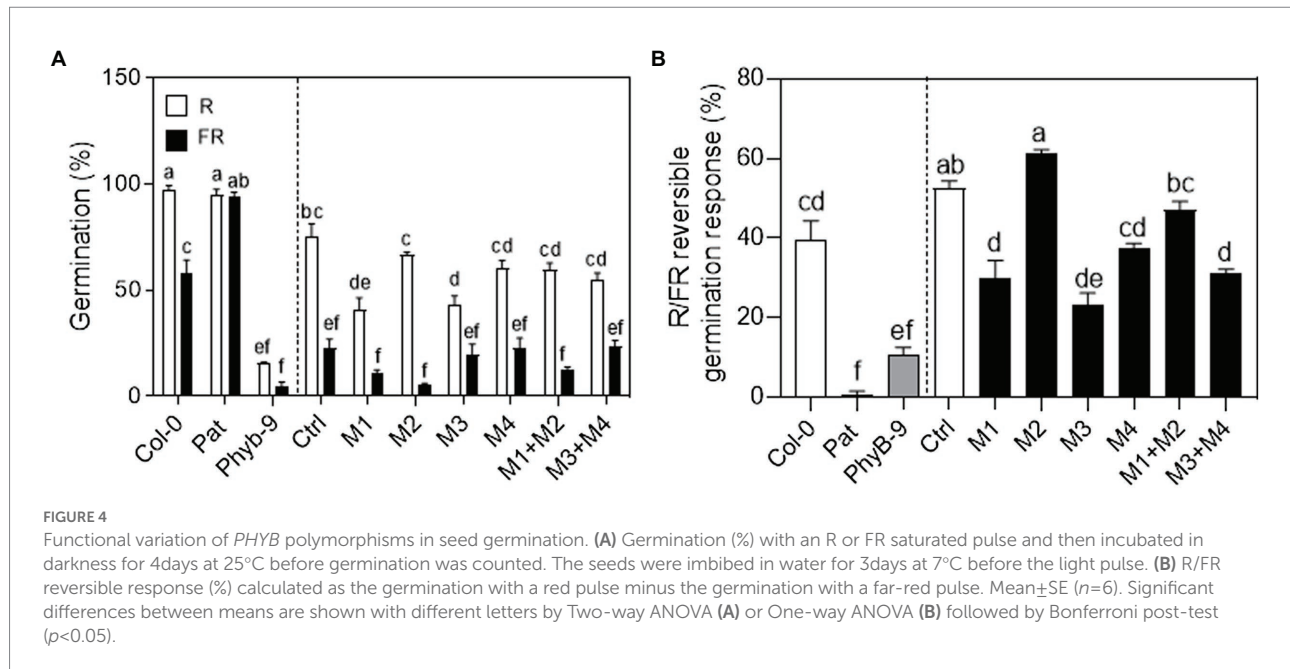 A
150
100
50
0
Germination (%)
R
FR
a
c
a
ab
ef
f
bc
ef
de
f
c
f
d
ef
cd
ef
cd
f
cd
ef
Col-0
Pat
Phyb-9
Ctrl
M1
M2
M3
M4
M1+M2
M3+M4
B
80
60
40
20
0
R/FR reversible
germination response (%)
cd
f
ef
ab
d
a
de
cd
bc
d
Col-0
Pat
PhyB-9
Ctrl
M1
M2
M3
M4
M1+M2
M3+M4
FIGURE 4
Functional variation of PHYB polymorphisms in seed germination. (A) Germination (%) with an R or FR saturated pulse and then incubated in
darkness for 4days at 25°C before germination was counted. The seeds were imbibed in water for 3days at 7°C before the light pulse. (B) R/FR
reversible response (%) calculated as the germination with a red pulse minus the germination with a far-red pulse. Mean±SE (n=6). Significant
differences between means are shown with different letters by Two-way ANOVA (A) or One-way ANOVA (B) followed by Bonferroni post-test
(p<0.05).